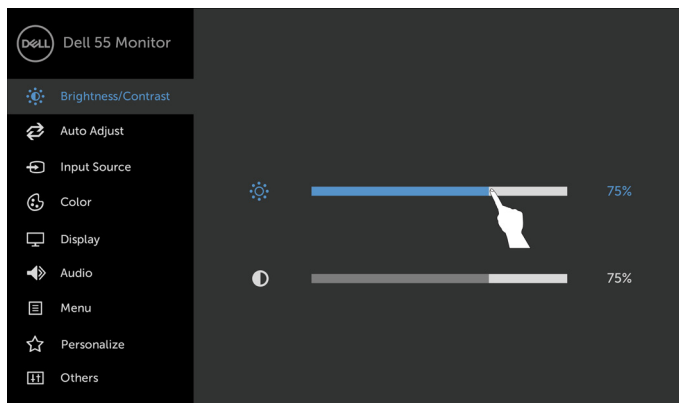 DELL
Dell 55 Monitor
Brightness/Contrast
Auto Adjust
Input Source
Color
Display
Audio
Menu
Personalize
Others
75%
75%